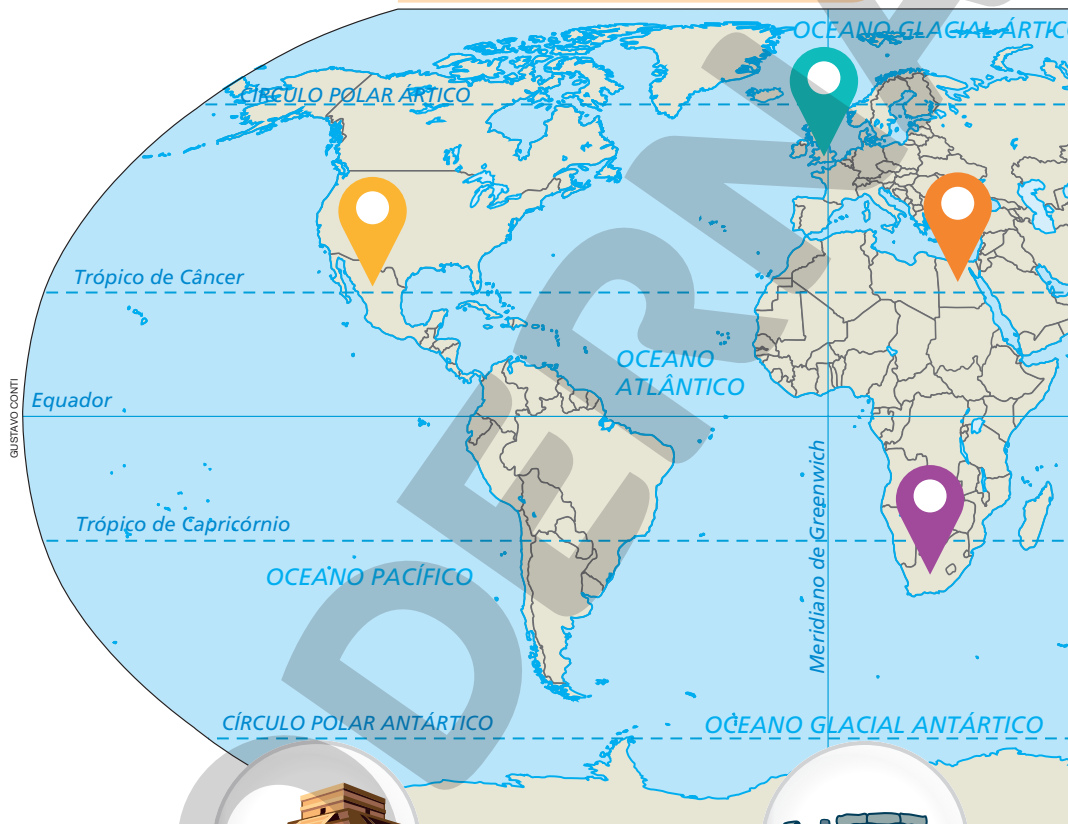 OCEANO GLACIAL ÁRTICO
CÍRCULO POLAR ÁRTICO
Trópico de Câncer
OCEANO
ATLÂNTICO
Equador
GUSTAVO CONTI
Meridiano de Greenwich
Trópico de Capricórnio
OCEANO PACÍFICO
CÍRCULO POLAR ANTÁRTICO
OCEANO GLACIAL ANTÁRTICO